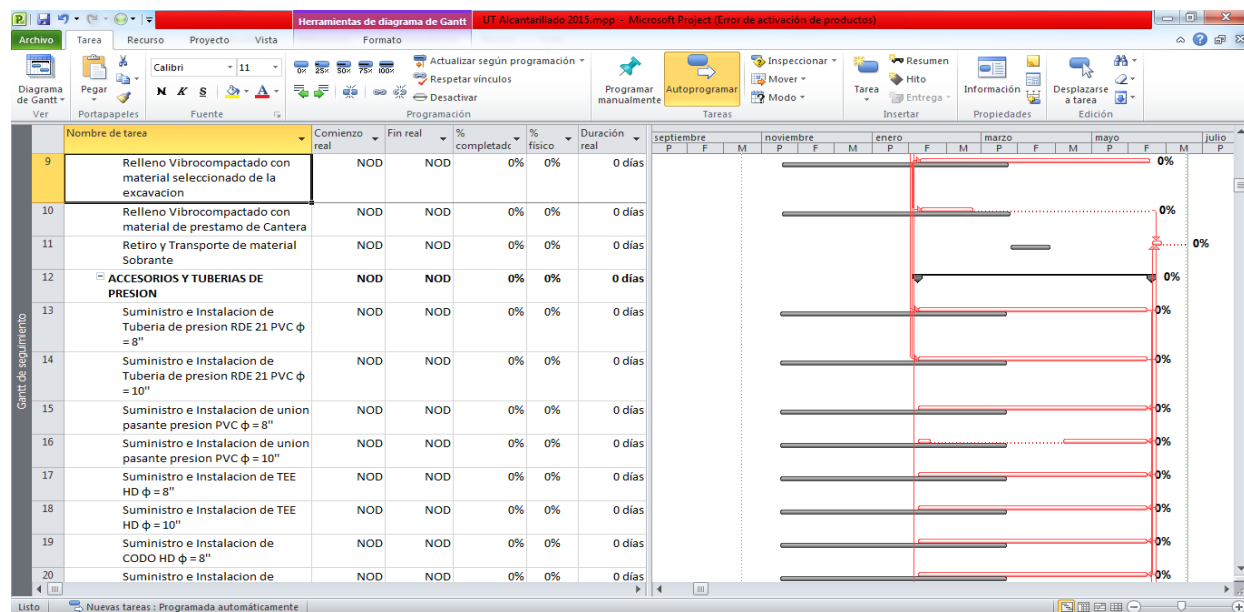 Herramientas de diagrama de Gantt
UT Alcantarillado 2015.mpp - Microsoft Project (Error de activación de productos)
Archivo Tarea Recurso Proyecto Vista Formato
Diagrama de Gantt
Ver
Pegar
Portapapeles
Calibri 11
N K S A
Fuente
0× 25× 50× 75× 100×
Actualizar según programación
Respetar vínculos
Desactivar
Programación
Programar manualmente
Autoprogramar
Inspeccionar
Mover
Modo
Tareas
Tarea
Resumen
Hito
Entrega
Insertar
Información
Propiedades
Desplazarse a tarea
Edición
Nombre de tarea Comienzo real Fin real % completado % físico Duración real
septiembre noviembre enero marzo mayo julio
P F M P F M P F M P F M P F M P
9 Relleno Vibrocompactado con NOD NOD 0% 0% 0 días 0%
material seleccionado de la
excavacion
10 Relleno Vibrocompactado con NOD NOD 0% 0% 0 días 0%
material de prestamo de Cantera
11 Retiro y Transporte de material NOD NOD 0% 0% 0 días 0%
Sobrante
12 ACCESORIOS Y TUBERIAS DE NOD NOD 0% 0% 0 días 0%
PRESION
13 Suministro e Instalacion de NOD NOD 0% 0% 0 días 0%
Tuberia de presion RDE 21 PVC ф
= 8"
14 Suministro e Instalacion de NOD NOD 0% 0% 0 días 0%
Tuberia de presion RDE 21 PVC ф
= 10"
15 Suministro e Instalacion de union NOD NOD 0% 0% 0 días 0%
pasante presion PVC ф = 8"
16 Suministro e Instalacion de union NOD NOD 0% 0% 0 días 0%
pasante presion PVC ф = 10"
17 Suministro e Instalacion de TEE NOD NOD 0% 0% 0 días 0%
HD ф = 8"
18 Suministro e Instalacion de TEE NOD NOD 0% 0% 0 días 0%
HD ф = 10"
19 Suministro e Instalacion de NOD NOD 0% 0% 0 días 0%
CODO HD ф = 8"
20 Suministro e Instalacion de NOD NOD 0% 0% 0 días 0%
Gantt de seguimiento
Listo Nuevas tareas : Programada automáticamente